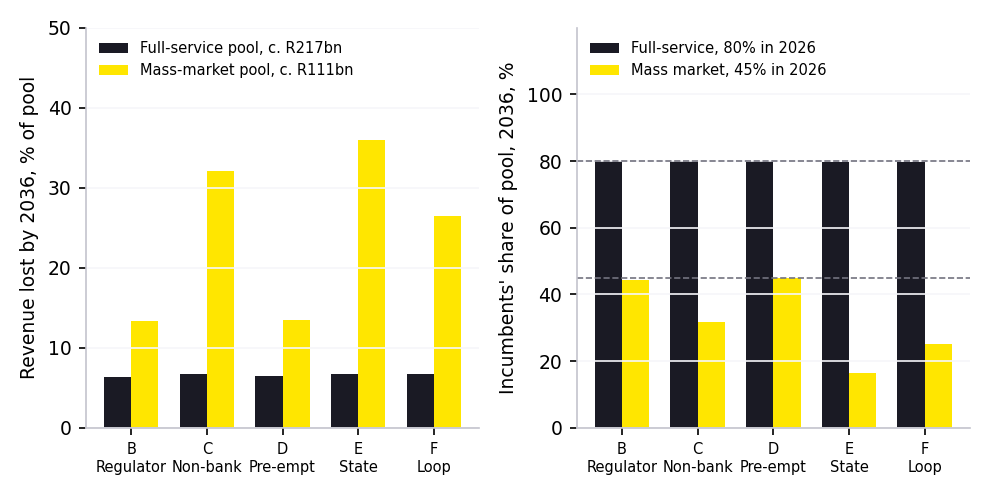 Revenue lost by 2036, % of pool
50
40
30
20
10
0
Full-service pool, c. R217bn
Mass-market pool, c. R111bn
B C D E F
Regulator Non-bank Pre-empt State Loop
Incumbents' share of pool, 2036, %
100
80
60
40
20
0
Full-service, 80% in 2026
Mass market, 45% in 2026
B C D E F
Regulator Non-bank Pre-empt State Loop